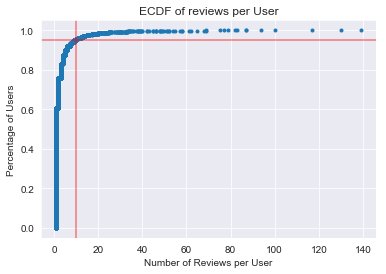 ECDF of reviews per User
Percentage of Users
1.0
0.8
0.6
0.4
0.2
0.0
0 20 40 60 80 100 120 140
Number of Reviews per User